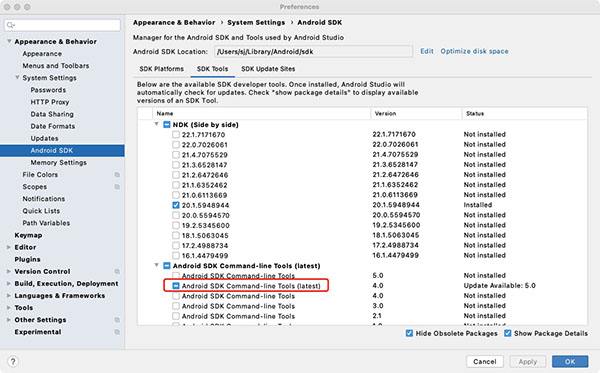 Preferences
Appearance & Behavior › System Settings › Android SDK
Manager for the Android SDK and Tools used by Android Studio
Android SDK Location: /Users/sj/Library/Android/sdk Edit Optimize disk space
SDK Platforms SDK Tools SDK Update Sites
Below are the available SDK developer tools. Once installed, Android Studio will
automatically check for updates. Check "show package details" to display available
versions of an SDK Tool.
Appearance & Behavior
Appearance
Menus and Toolbars
System Settings
Passwords
HTTP Proxy
Data Sharing
Date Formats
Updates
Android SDK
Memory Settings
File Colors
Scopes
Notifications
Quick Lists
Path Variables
Keymap
Editor
Plugins
Version Control
Build, Execution, Deployment
Languages & Frameworks
Tools
Other Settings
Experimental
Name Version Status
NDK (Side by side)
22.1.7171670 22.1.7171670 Not installed
22.0.7026061 22.0.7026061 Not installed
21.4.7075529 21.4.7075529 Not installed
21.3.6528147 21.3.6528147 Not installed
21.2.6472646 21.2.6472646 Not installed
21.1.6352462 21.1.6352462 Not installed
21.0.6113669 21.0.6113669 Not installed
20.1.5948944 20.1.5948944 Installed
20.0.5594570 20.0.5594570 Not installed
19.2.5345600 19.2.5345600 Not installed
18.1.5063045 18.1.5063045 Not installed
17.2.4988734 17.2.4988734 Not installed
16.1.4479499 16.1.4479499 Not installed
Android SDK Command-line Tools (latest)
Android SDK Command-line Tools 5.0 Not installed
Android SDK Command-line Tools (latest) 4.0 Update Available: 5.0
Android SDK Command-line Tools 4.0 Not installed
Android SDK Command-line Tools 3.0 Not installed
Android SDK Command-line Tools 2.1 Not installed
Android SDK Command-line Tools Not installed
Hide Obsolete Packages Show Package Details
? Cancel Apply OK